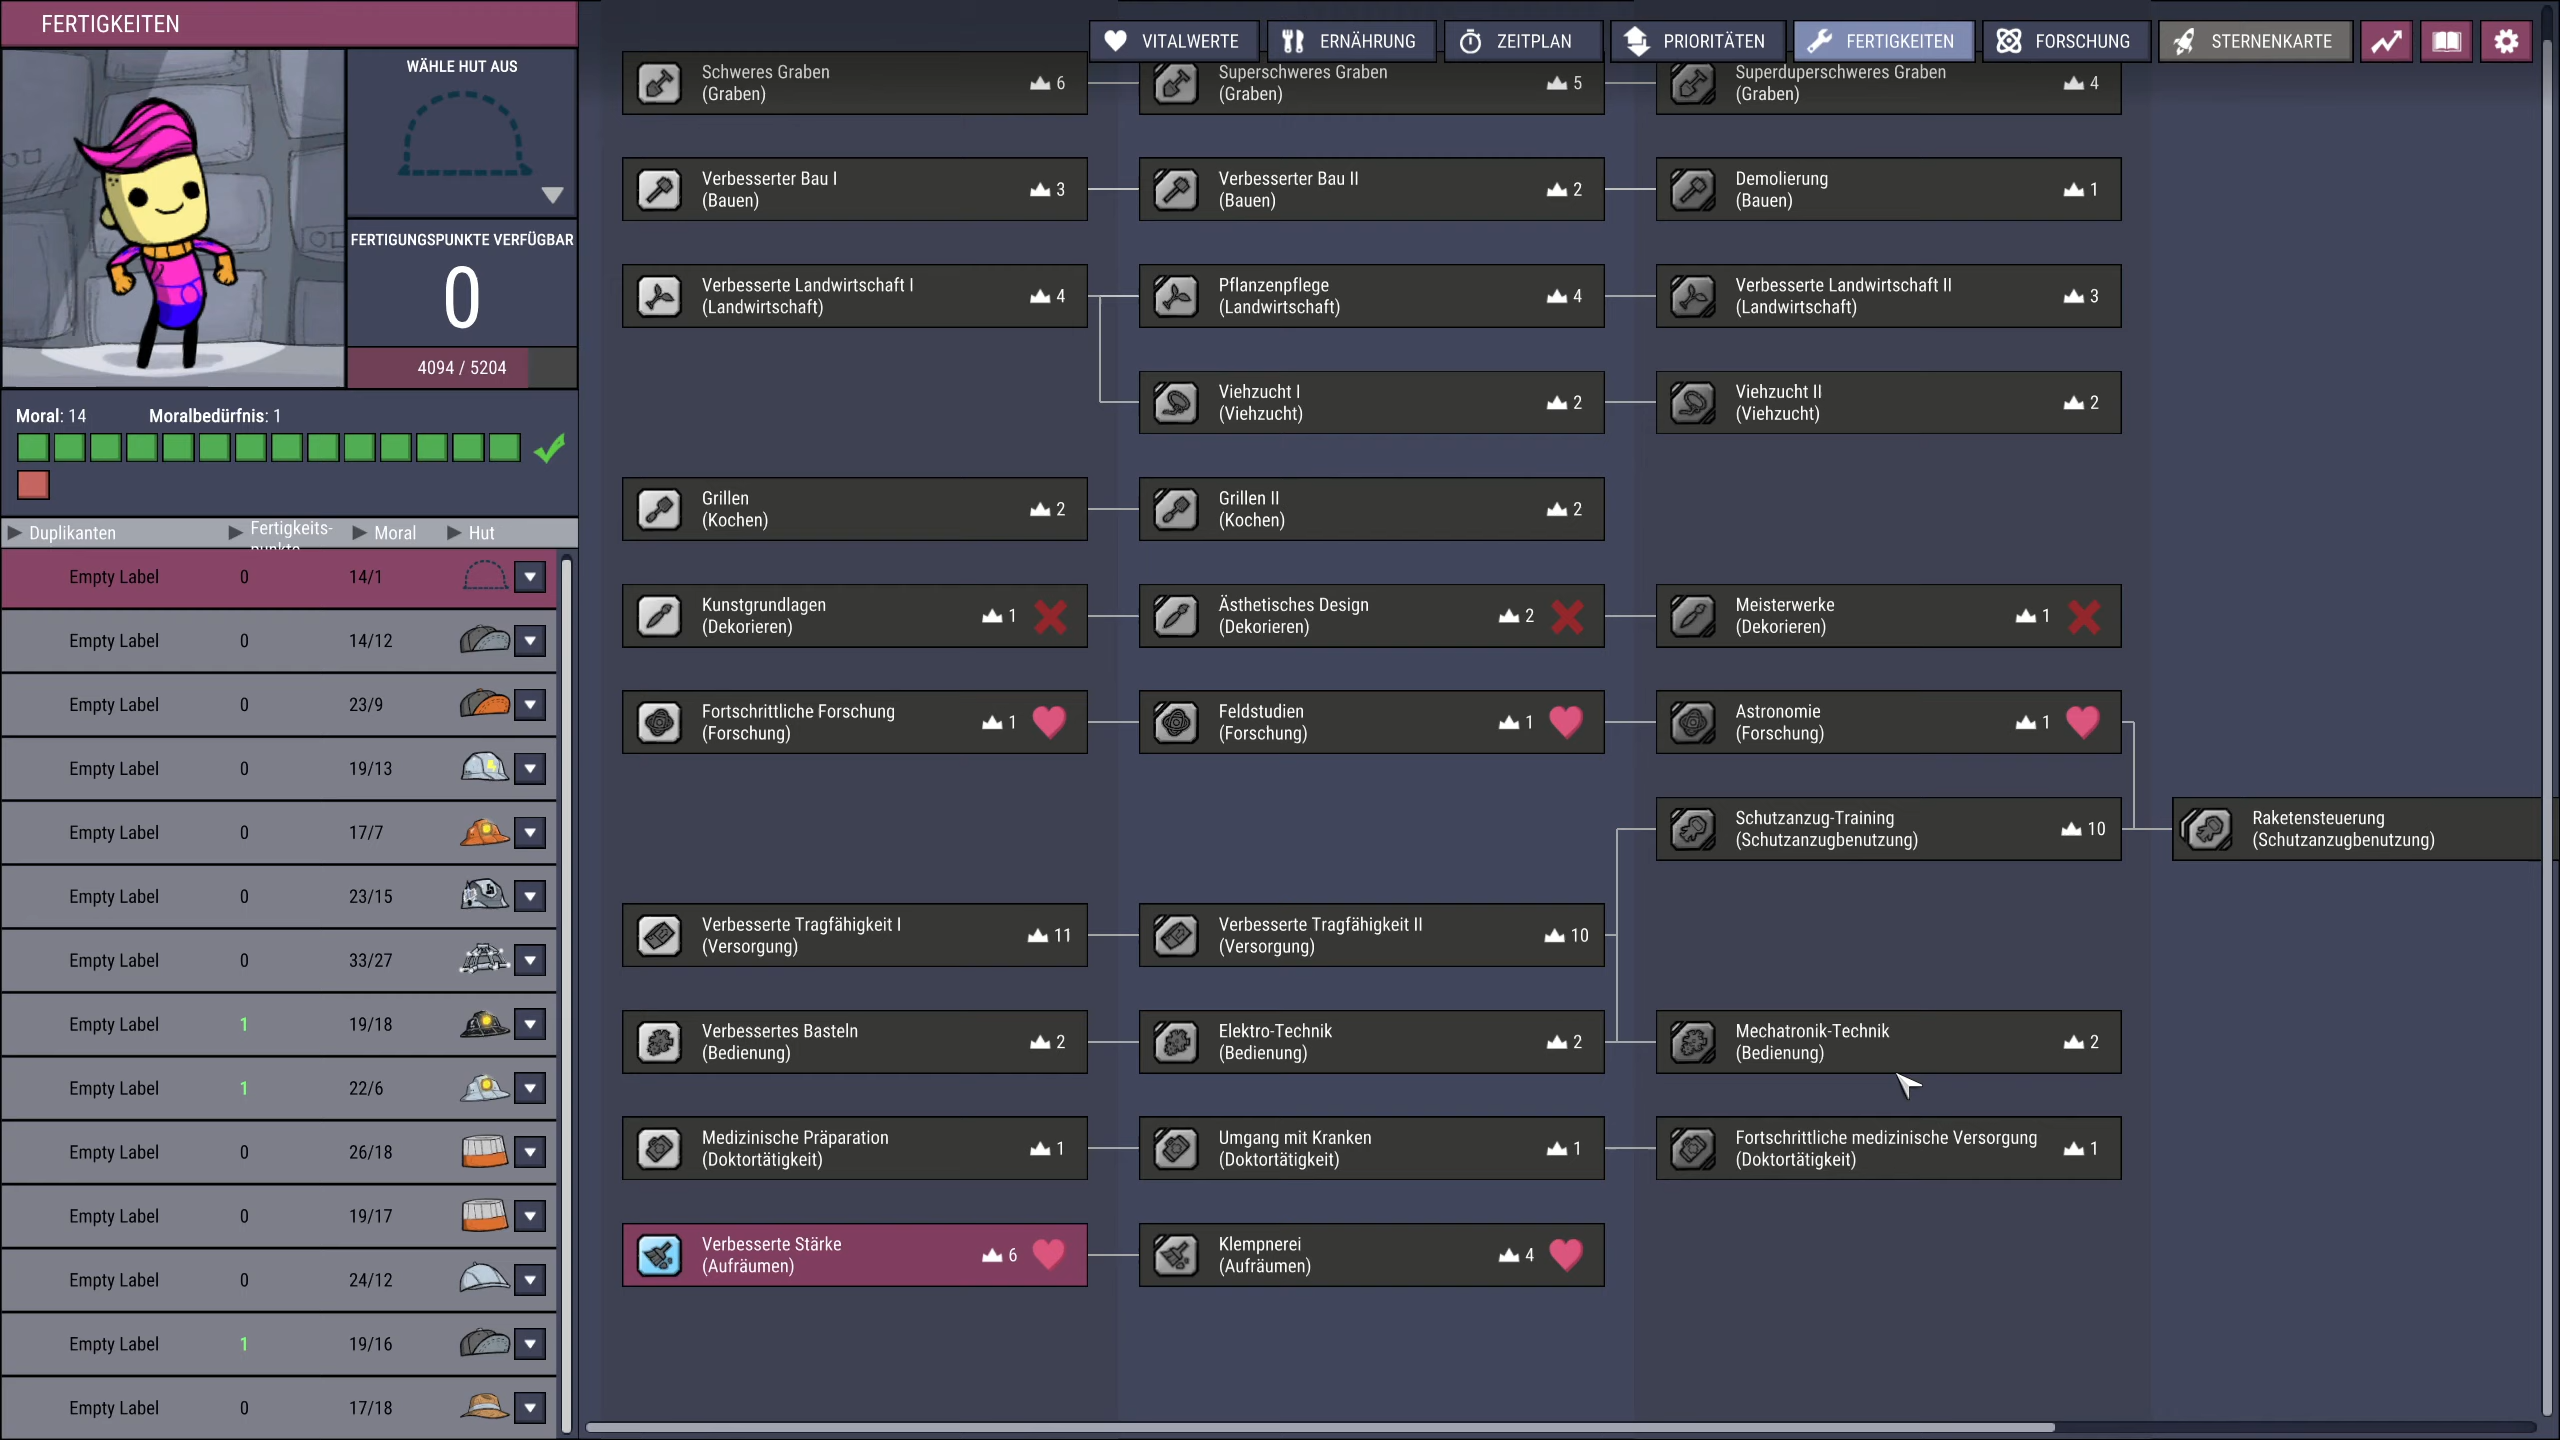 FERTIGKEITEN
VITALWERTE
ERNÄHRUNG
ZEITPLAN
PRIORITÄTEN
FERTIGKEITEN
FORSCHUNG
STERNENKARTE
WÄHLE HUT AUS
FERTIGUNGSPUNKTE VERFÜGBAR
0
4094 / 5204
Moral: 14
Moralbedürfnis: 1
Duplikanten
Fertigkeits-
punkte
Moral
Hut
Empty Label 0 14/1
Empty Label 0 14/12
Empty Label 0 23/9
Empty Label 0 19/13
Empty Label 0 17/7
Empty Label 0 23/15
Empty Label 0 33/27
Empty Label 1 19/18
Empty Label 1 22/6
Empty Label 0 26/18
Empty Label 0 19/17
Empty Label 0 24/12
Empty Label 1 19/16
Empty Label 0 17/18
Schweres Graben
(Graben)
6
Superschweres Graben
(Graben)
5
Superduperschweres Graben
(Graben)
4
Verbesserter Bau I
(Bauen)
3
Verbesserter Bau II
(Bauen)
2
Demolierung
(Bauen)
1
Verbesserte Landwirtschaft I
(Landwirtschaft)
4
Pflanzenpflege
(Landwirtschaft)
4
Verbesserte Landwirtschaft II
(Landwirtschaft)
3
Viehzucht I
(Viehzucht)
2
Viehzucht II
(Viehzucht)
2
Grillen
(Kochen)
2
Grillen II
(Kochen)
2
Kunstgrundlagen
(Dekorieren)
1
Ästhetisches Design
(Dekorieren)
2
Meisterwerke
(Dekorieren)
1
Fortschrittliche Forschung
(Forschung)
1
Feldstudien
(Forschung)
1
Astronomie
(Forschung)
1
Schutzanzug-Training
(Schutzanzugbenutzung)
10
Raketensteuerung
(Schutzanzugbenutzung)
Verbesserte Tragfähigkeit I
(Versorgung)
11
Verbesserte Tragfähigkeit II
(Versorgung)
10
Verbessertes Basteln
(Bedienung)
2
Elektro-Technik
(Bedienung)
2
Mechatronik-Technik
(Bedienung)
2
Medizinische Präparation
(Doktortätigkeit)
1
Umgang mit Kranken
(Doktortätigkeit)
1
Fortschrittliche medizinische Versorgung
(Doktortätigkeit)
1
Verbesserte Stärke
(Aufräumen)
6
Klempnerei
(Aufräumen)
4